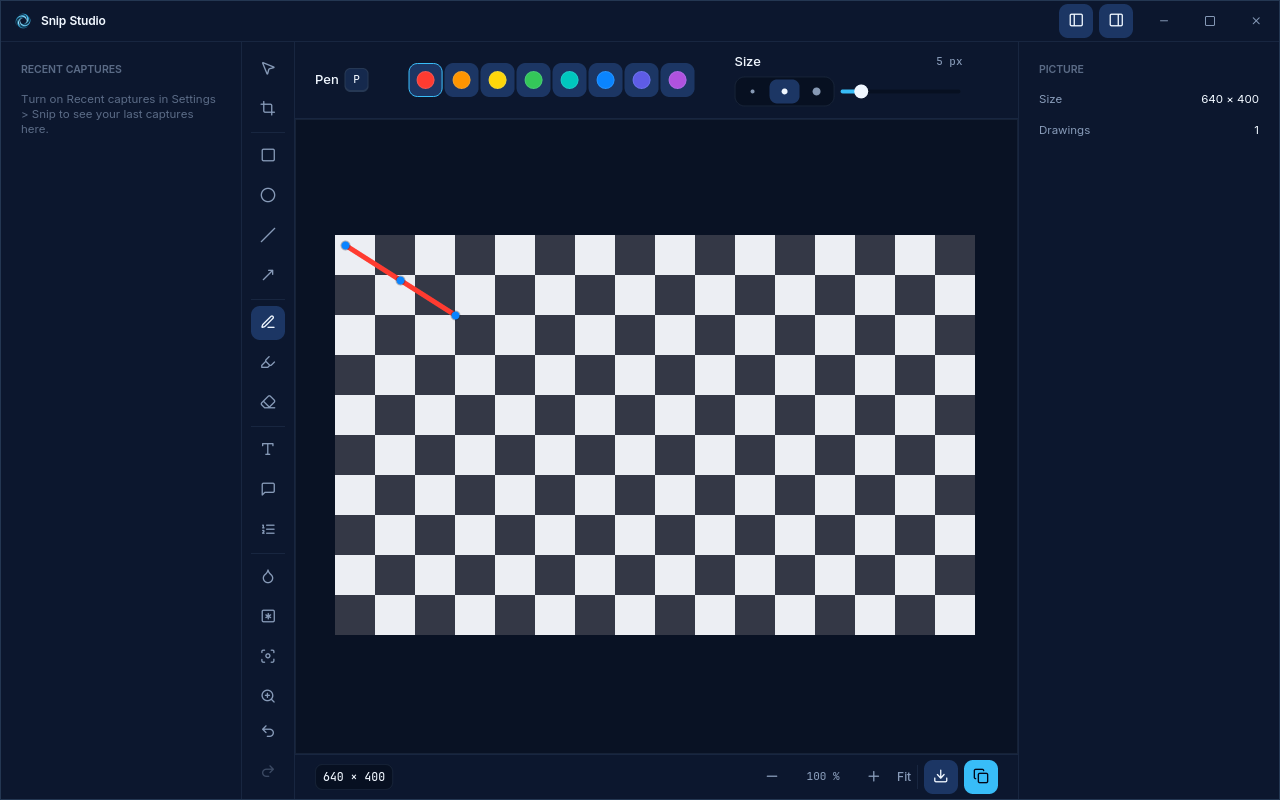 Snip Studio
RECENT CAPTURES
Turn on Recent captures in Settings
> Snip to see your last captures
here.
Pen P
Size 5 px
PICTURE
Size 640 × 400
Drawings 1
640 × 400
100 %
Fit